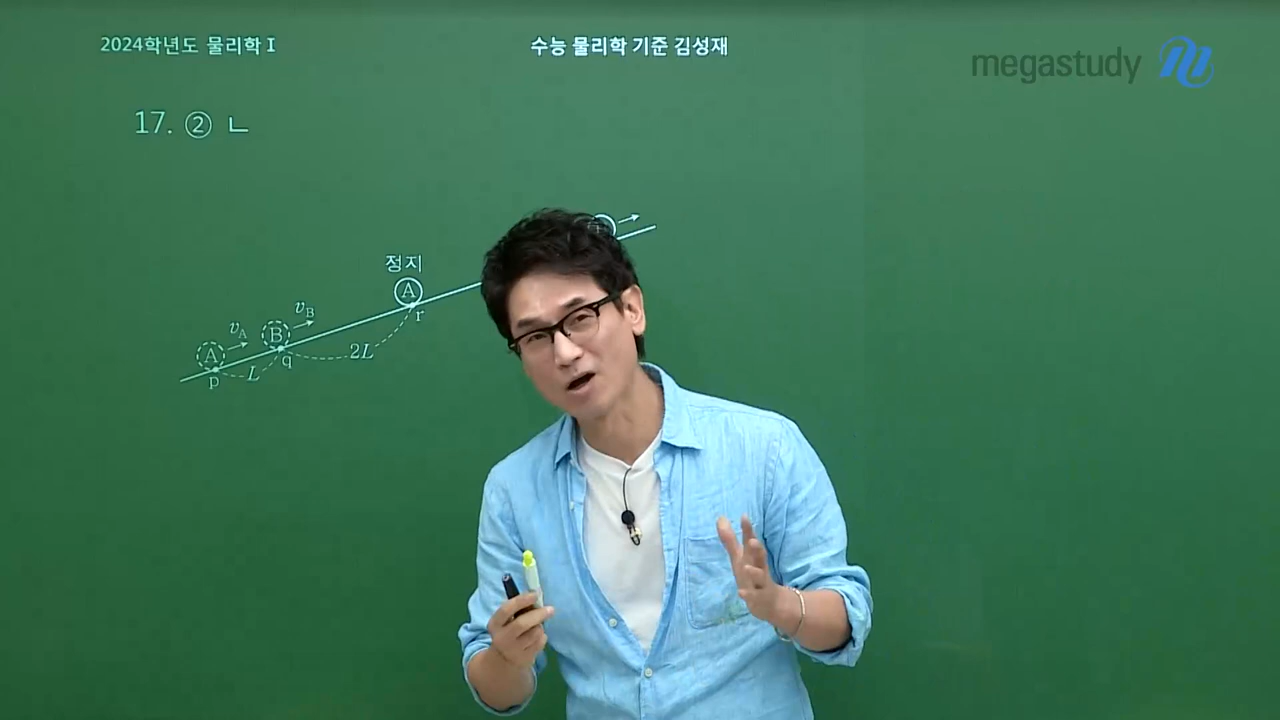 2024학년도 물리학 I
수능 물리학 기준 김성재
megastudy
17. ② ㄴ
정지
A
r
v_B
B
v_A
A
q
2L
L
p